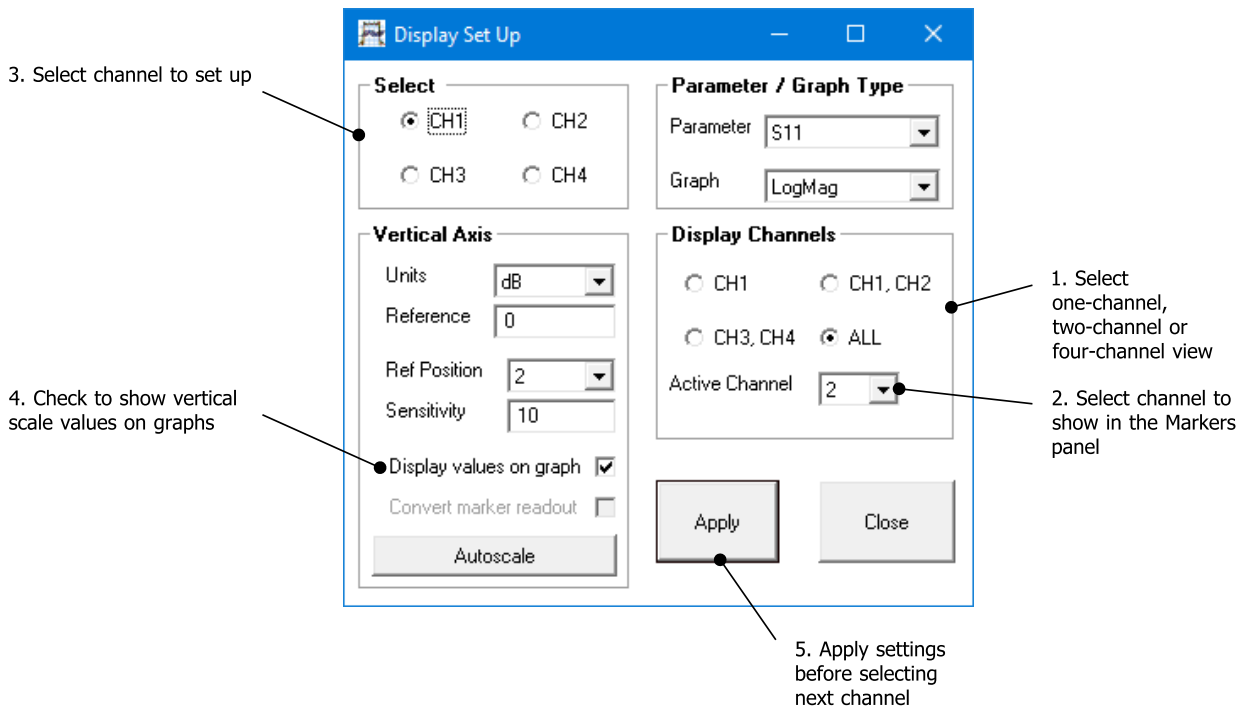 Display Set Up
3. Select channel to set up
Select
CH1
CH2
CH3
CH4
Parameter / Graph Type
Parameter
S11
Graph
LogMag
Vertical Axis
Units
dB
Reference
0
Ref Position
2
Sensitivity
10
Display values on graph
Convert marker readout
Autoscale
4. Check to show vertical
scale values on graphs
Display Channels
CH1
CH1, CH2
CH3, CH4
ALL
Active Channel
2
1. Select
one-channel,
two-channel or
four-channel view
2. Select channel to
show in the Markers
panel
Apply
Close
5. Apply settings
before selecting
next channel